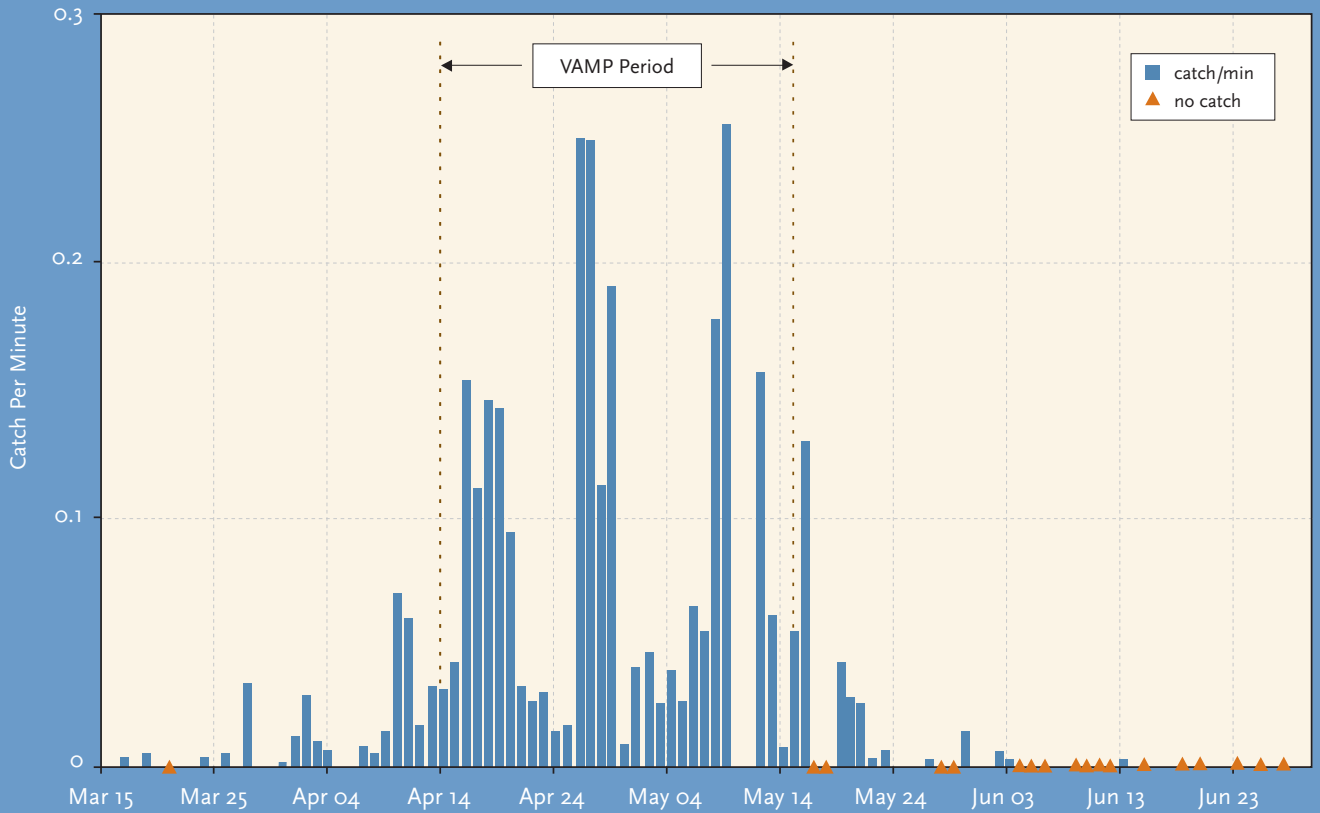 0.3
VAMP Period
catch/min
no catch
0.2
Catch Per Minute
0.1
0
Mar 15 Mar 25 Apr 04 Apr 14 Apr 24 May 04 May 14 May 24 Jun 03 Jun 13 Jun 23